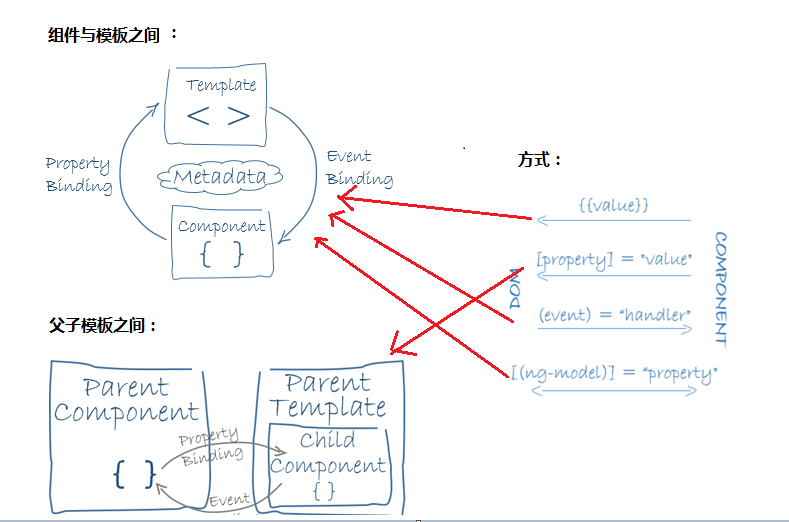 组件与模板之间 ：
Template
< >
Property
Binding
Event
Binding
Metadata
Component
{ }
方式：
{{value}}
[property] = "value"
(event) = "handler"
[(ng-model)] = "property"
DOM
COMPONENT
父子模板之间：
Parent
Component
{ }
Property
Binding
Event
Parent
Template
Child
Component
{ }